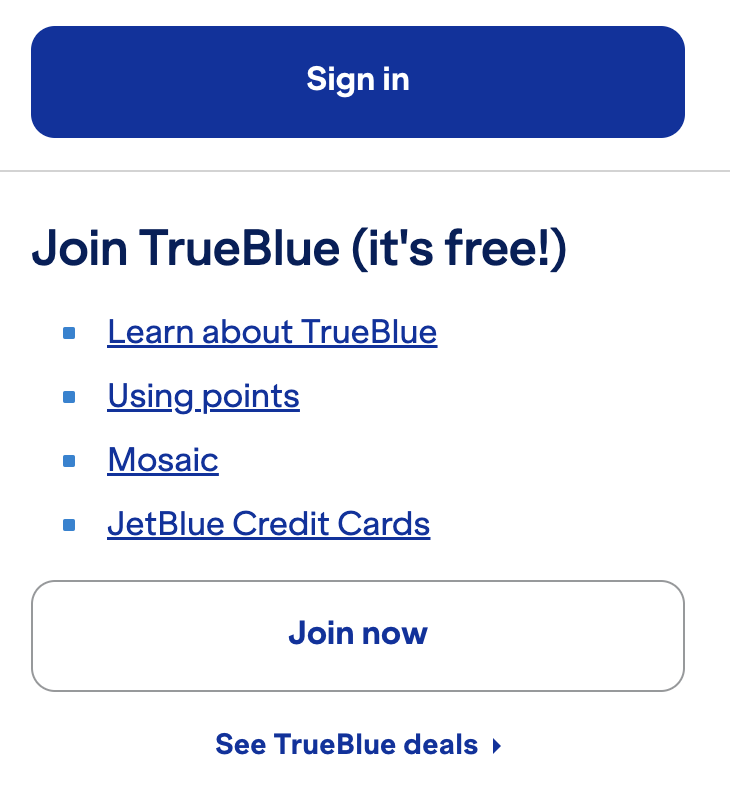 Sign in
Join TrueBlue (it's free!)
Learn about TrueBlue
Using points
Mosaic
JetBlue Credit Cards
Join now
See TrueBlue deals